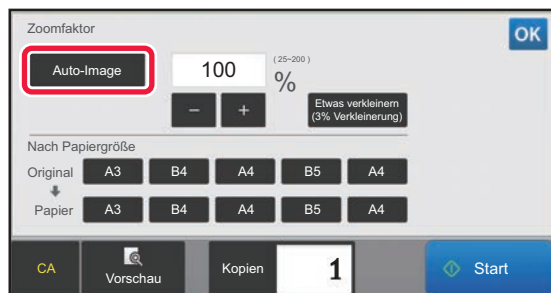 Zoomfaktor
OK
Auto-Image
100
(25~200)
%
− +
Etwas verkleinern
(3% Verkleinerung)
Nach Papiergröße
Original A3 B4 A4 B5 A4
Papier A3 B4 A4 B5 A4
CA Vorschau Kopien 1 Start